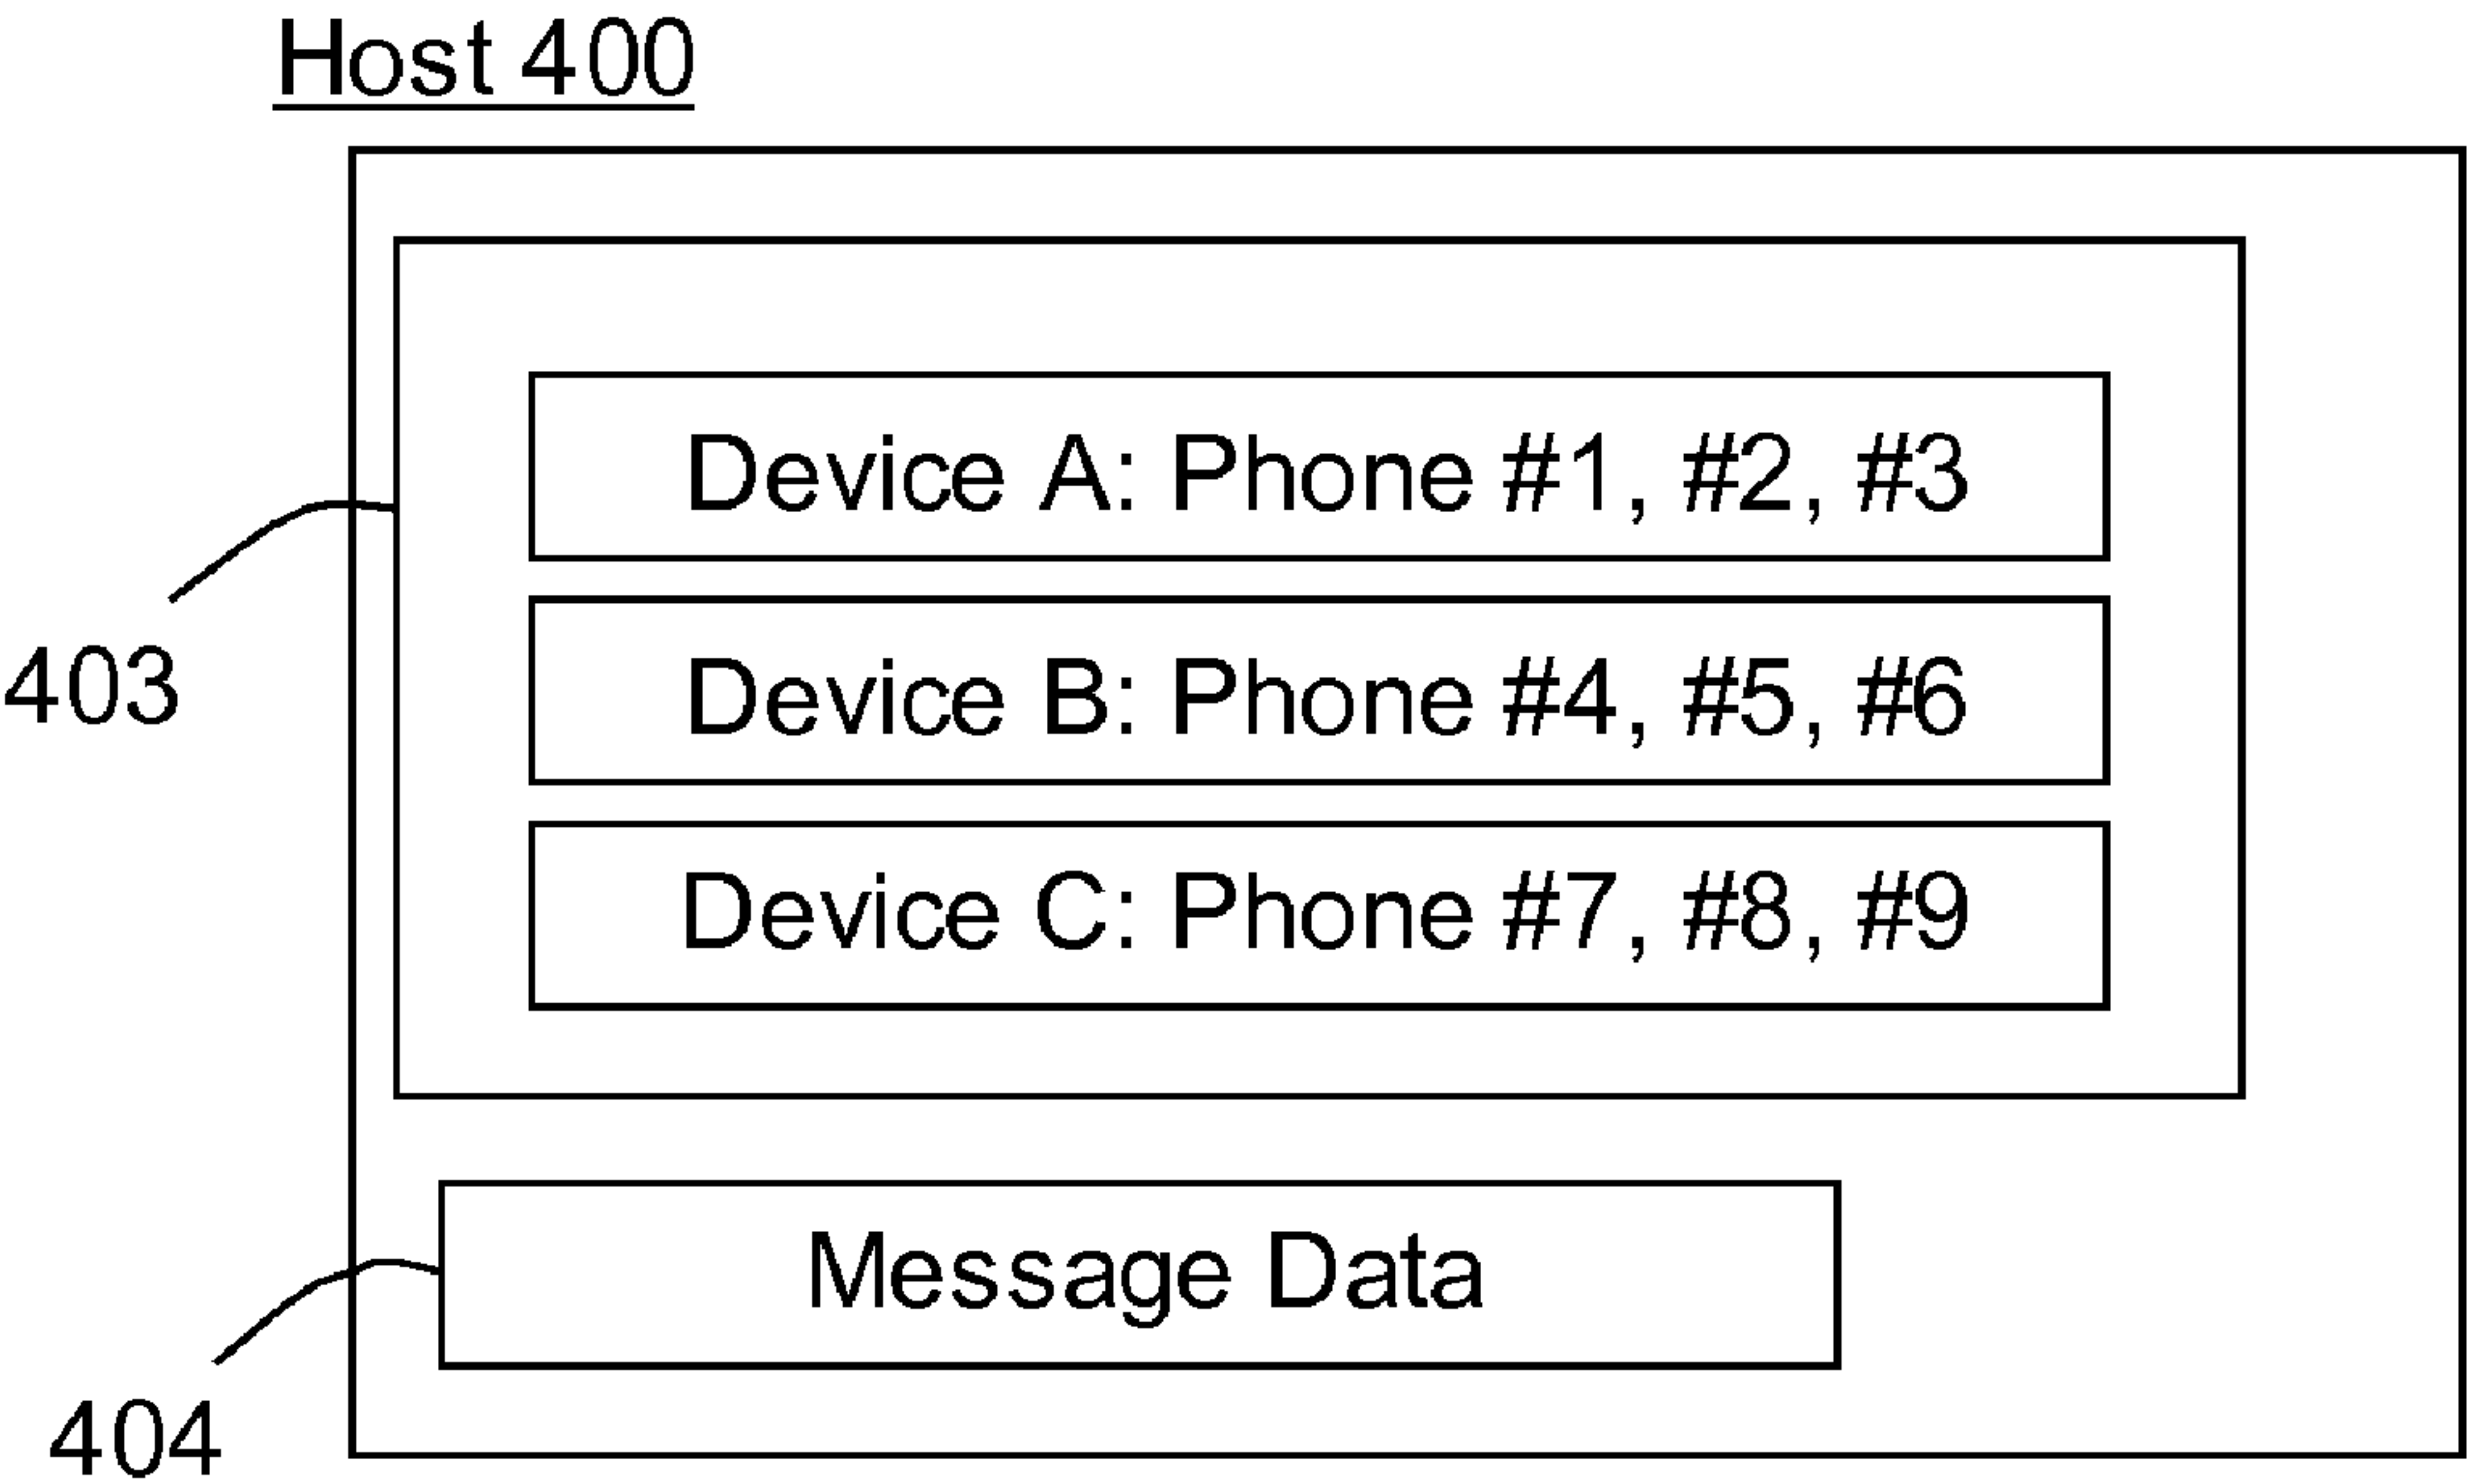 Host 400
Device A: Phone #1, #2, #3
403
Device B: Phone #4, #5, #6
Device C: Phone #7, #8, #9
Message Data
404